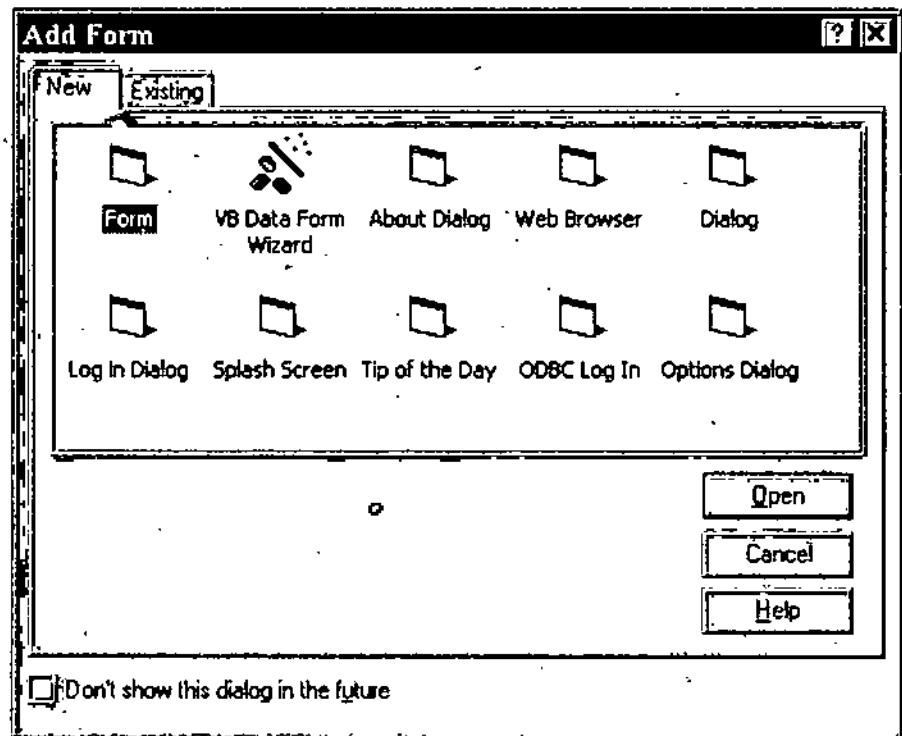 Add Form
New Existing
Form VB Data Form Wizard About Dialog Web Browser Dialog
Log In Dialog Splash Screen Tip of the Day ODBC Log In Options Dialog
Open
Cancel
Help
Don't show this dialog in the future